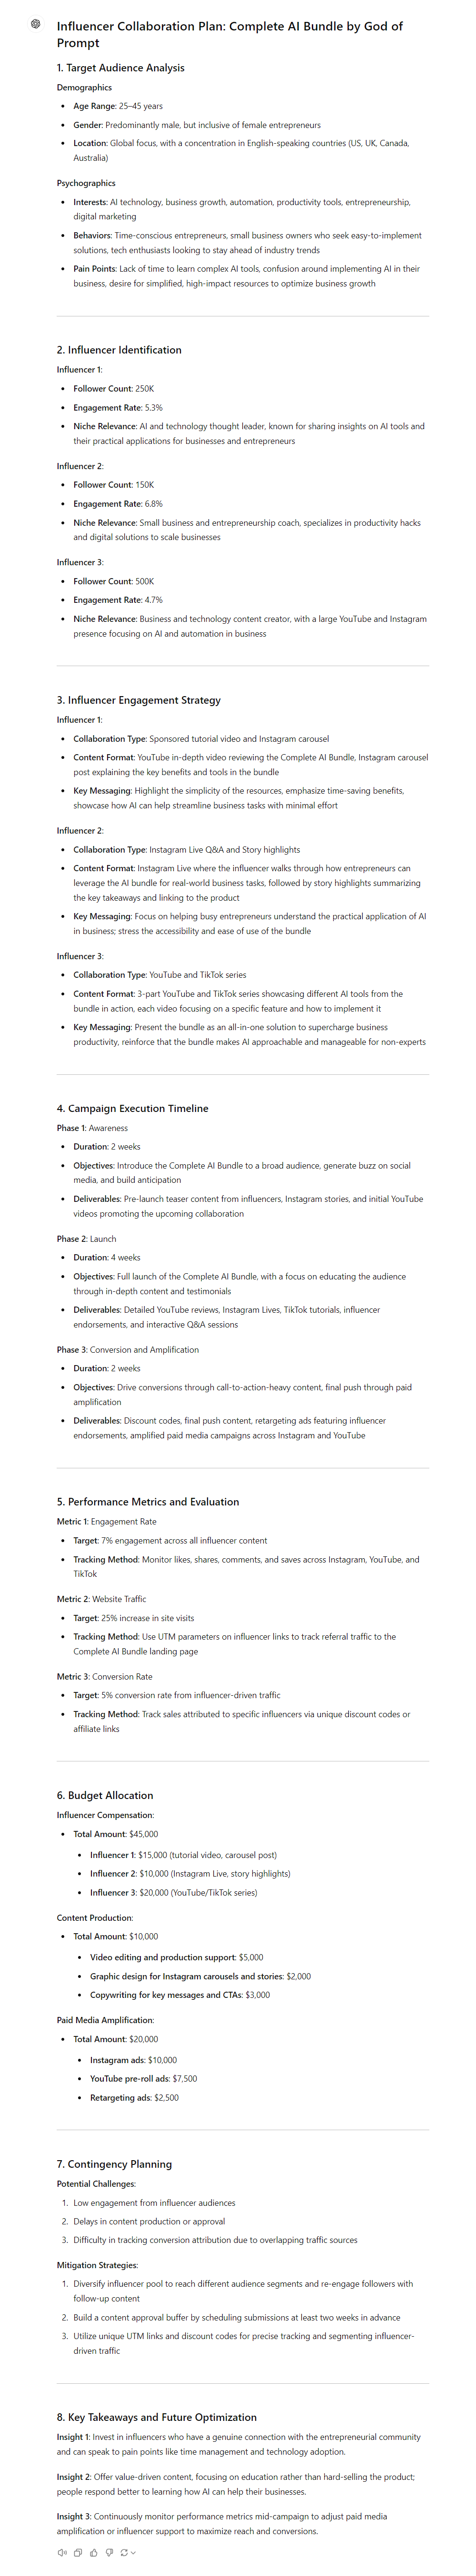 Influencer Collaboration Plan: Complete AI Bundle by God of
Prompt
1. Target Audience Analysis
Demographics
• Age Range: 25–45 years
• Gender: Predominantly male, but inclusive of female entrepreneurs
• Location: Global focus, with a concentration in English-speaking countries (US, UK, Canada,
Australia)
Psychographics
• Interests: AI technology, business growth, automation, productivity tools, entrepreneurship,
digital marketing
• Behaviors: Time-conscious entrepreneurs, small business owners who seek easy-to-implement
solutions, tech enthusiasts looking to stay ahead of industry trends
• Pain Points: Lack of time to learn complex AI tools, confusion around implementing AI in their
business, desire for simplified, high-impact resources to optimize business growth
2. Influencer Identification
Influencer 1:
• Follower Count: 250K
• Engagement Rate: 5.3%
• Niche Relevance: AI and technology thought leader, known for sharing insights on AI tools and
their practical applications for businesses and entrepreneurs
Influencer 2:
• Follower Count: 150K
• Engagement Rate: 6.8%
• Niche Relevance: Small business and entrepreneurship coach, specializes in productivity hacks
and digital solutions to scale businesses
Influencer 3:
• Follower Count: 500K
• Engagement Rate: 4.7%
• Niche Relevance: Business and technology content creator, with a large YouTube and Instagram
presence focusing on AI and automation in business
3. Influencer Engagement Strategy
Influencer 1:
• Collaboration Type: Sponsored tutorial video and Instagram carousel
• Content Format: YouTube in-depth video reviewing the Complete AI Bundle, Instagram carousel
post explaining the key benefits and tools in the bundle
• Key Messaging: Highlight the simplicity of the resources, emphasize time-saving benefits,
showcase how AI can help streamline business tasks with minimal effort
Influencer 2:
• Collaboration Type: Instagram Live Q&A and Story highlights
• Content Format: Instagram Live where the influencer walks through how entrepreneurs can
leverage the AI bundle for real-world business tasks, followed by story highlights summarizing
the key takeaways and linking to the product
• Key Messaging: Focus on helping busy entrepreneurs understand the practical application of AI
in business; stress the accessibility and ease of use of the bundle
Influencer 3:
• Collaboration Type: YouTube and TikTok series
• Content Format: 3-part YouTube and TikTok series showcasing different AI tools from the
bundle in action, each video focusing on a specific feature and how to implement it
• Key Messaging: Present the bundle as an all-in-one solution to supercharge business
productivity, reinforce that the bundle makes AI approachable and manageable for non-experts
4. Campaign Execution Timeline
Phase 1: Awareness
• Duration: 2 weeks
• Objectives: Introduce the Complete AI Bundle to a broad audience, generate buzz on social
media, and build anticipation
• Deliverables: Pre-launch teaser content from influencers, Instagram stories, and initial YouTube
videos promoting the upcoming collaboration
Phase 2: Launch
• Duration: 4 weeks
• Objectives: Full launch of the Complete AI Bundle, with a focus on educating the audience
through in-depth content and testimonials
• Deliverables: Detailed YouTube reviews, Instagram Lives, TikTok tutorials, influencer
endorsements, and interactive Q&A sessions
Phase 3: Conversion and Amplification
• Duration: 2 weeks
• Objectives: Drive conversions through call-to-action-heavy content, final push through paid
amplification
• Deliverables: Discount codes, final push content, retargeting ads featuring influencer
endorsements, amplified paid media campaigns across Instagram and YouTube
5. Performance Metrics and Evaluation
Metric 1: Engagement Rate
• Target: 7% engagement across all influencer content
• Tracking Method: Monitor likes, shares, comments, and saves across Instagram, YouTube, and
TikTok
Metric 2: Website Traffic
• Target: 25% increase in site visits
• Tracking Method: Use UTM parameters on influencer links to track referral traffic to the
Complete AI Bundle landing page
Metric 3: Conversion Rate
• Target: 5% conversion rate from influencer-driven traffic
• Tracking Method: Track sales attributed to specific influencers via unique discount codes or
affiliate links
6. Budget Allocation
Influencer Compensation:
• Total Amount: $45,000
• Influencer 1: $15,000 (tutorial video, carousel post)
• Influencer 2: $10,000 (Instagram Live, story highlights)
• Influencer 3: $20,000 (YouTube/TikTok series)
Content Production:
• Total Amount: $10,000
• Video editing and production support: $5,000
• Graphic design for Instagram carousels and stories: $2,000
• Copywriting for key messages and CTAs: $3,000
Paid Media Amplification:
• Total Amount: $20,000
• Instagram ads: $10,000
• YouTube pre-roll ads: $7,500
• Retargeting ads: $2,500
7. Contingency Planning
Potential Challenges:
1. Low engagement from influencer audiences
2. Delays in content production or approval
3. Difficulty in tracking conversion attribution due to overlapping traffic sources
Mitigation Strategies:
1. Diversify influencer pool to reach different audience segments and re-engage followers with
follow-up content
2. Build a content approval buffer by scheduling submissions at least two weeks in advance
3. Utilize unique UTM links and discount codes for precise tracking and segmenting influencer-
driven traffic
8. Key Takeaways and Future Optimization
Insight 1: Invest in influencers who have a genuine connection with the entrepreneurial community
and can speak to pain points like time management and technology adoption.
Insight 2: Offer value-driven content, focusing on education rather than hard-selling the product;
people respond better to learning how AI can help their businesses.
Insight 3: Continuously monitor performance metrics mid-campaign to adjust paid media
amplification or influencer support to maximize reach and conversions.